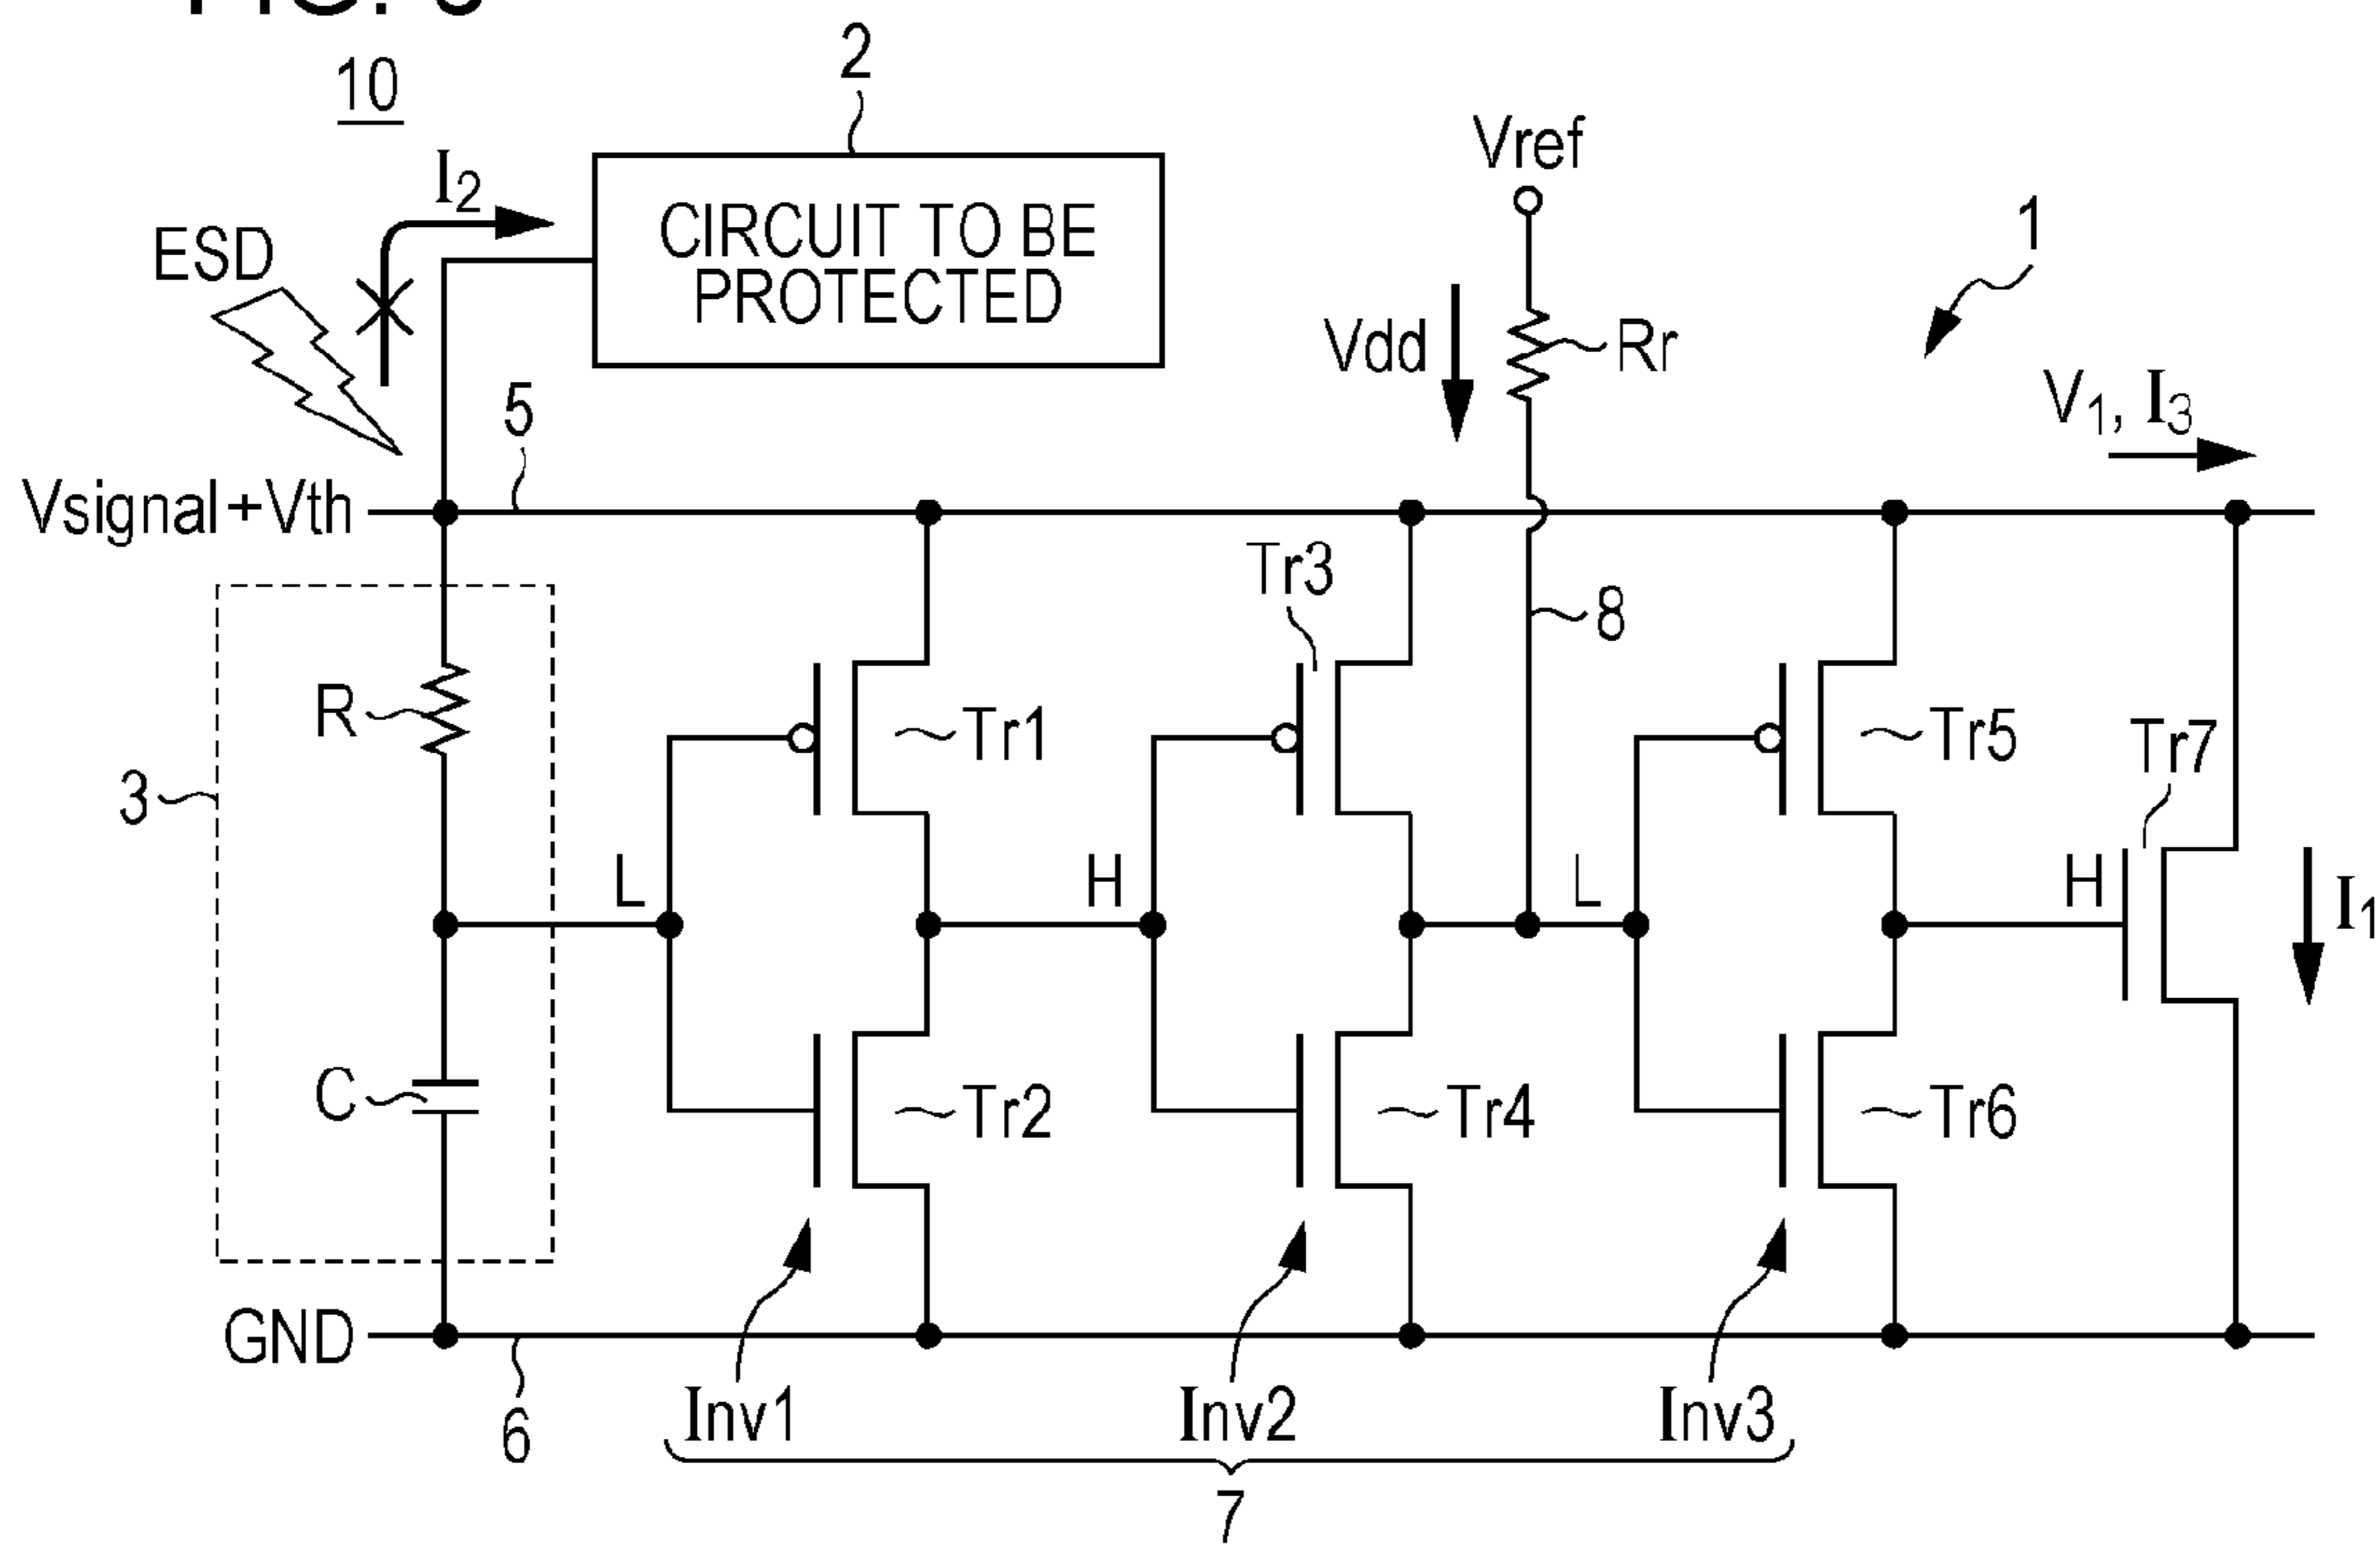 10
2
I2
CIRCUIT TO BE
PROTECTED
ESD
Vref
1
Vdd
Rr
V1, I3
5
Vsignal+Vth
Tr3
8
R
Tr1
Tr5
Tr7
3
L
H
L
H
I1
C
Tr2
Tr4
Tr6
GND
6
Inv1
Inv2
Inv3
7